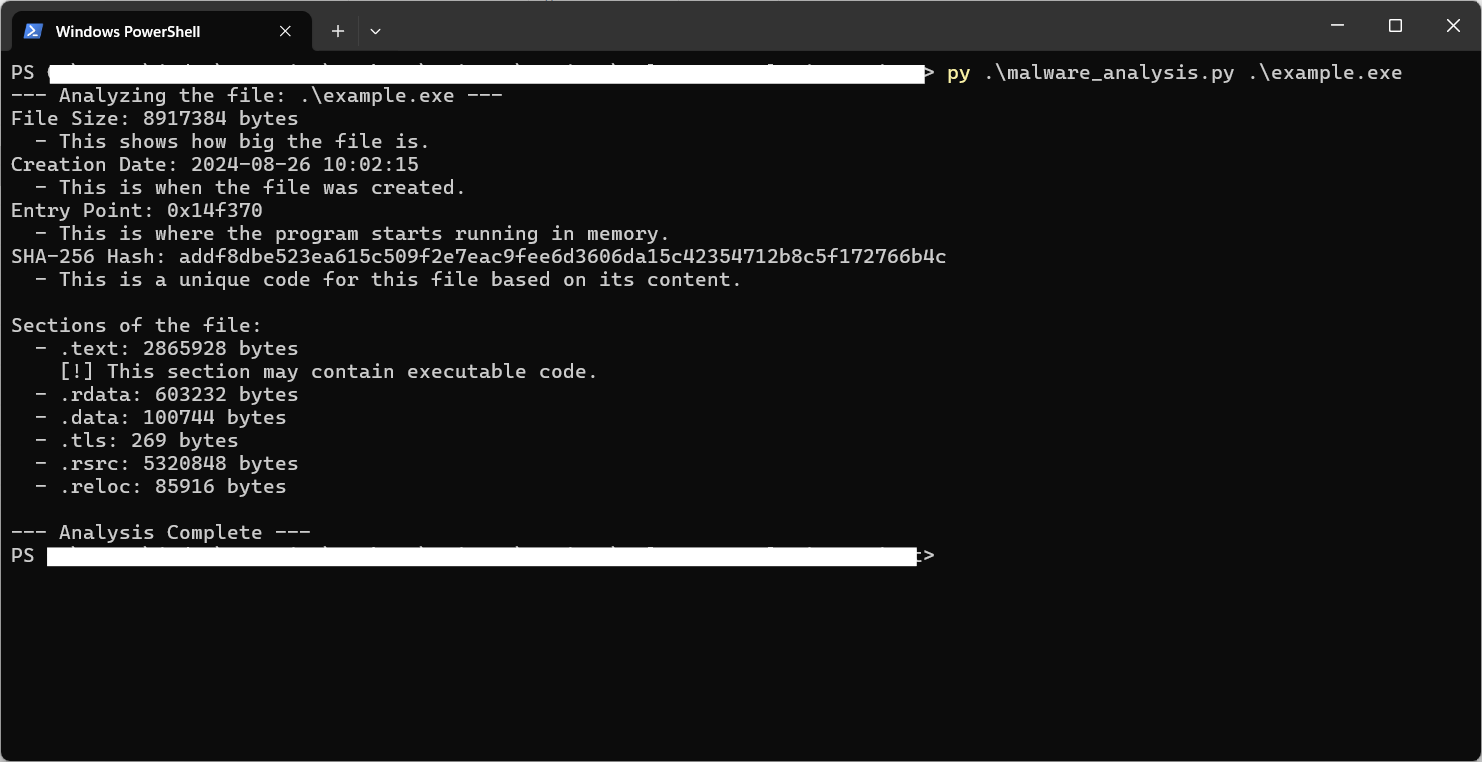 Windows PowerShell
PS > py .\malware_analysis.py .\example.exe
--- Analyzing the file: .\example.exe ---
File Size: 8917384 bytes
  - This shows how big the file is.
Creation Date: 2024-08-26 10:02:15
  - This is when the file was created.
Entry Point: 0x14f370
  - This is where the program starts running in memory.
SHA-256 Hash: addf8dbe523ea615c509f2e7eac9fee6d3606da15c42354712b8c5f172766b4c
  - This is a unique code for this file based on its content.
Sections of the file:
  - .text: 2865928 bytes
    [!] This section may contain executable code.
  - .rdata: 603232 bytes
  - .data: 100744 bytes
  - .tls: 269 bytes
  - .rsrc: 5320848 bytes
  - .reloc: 85916 bytes
--- Analysis Complete ---
PS >